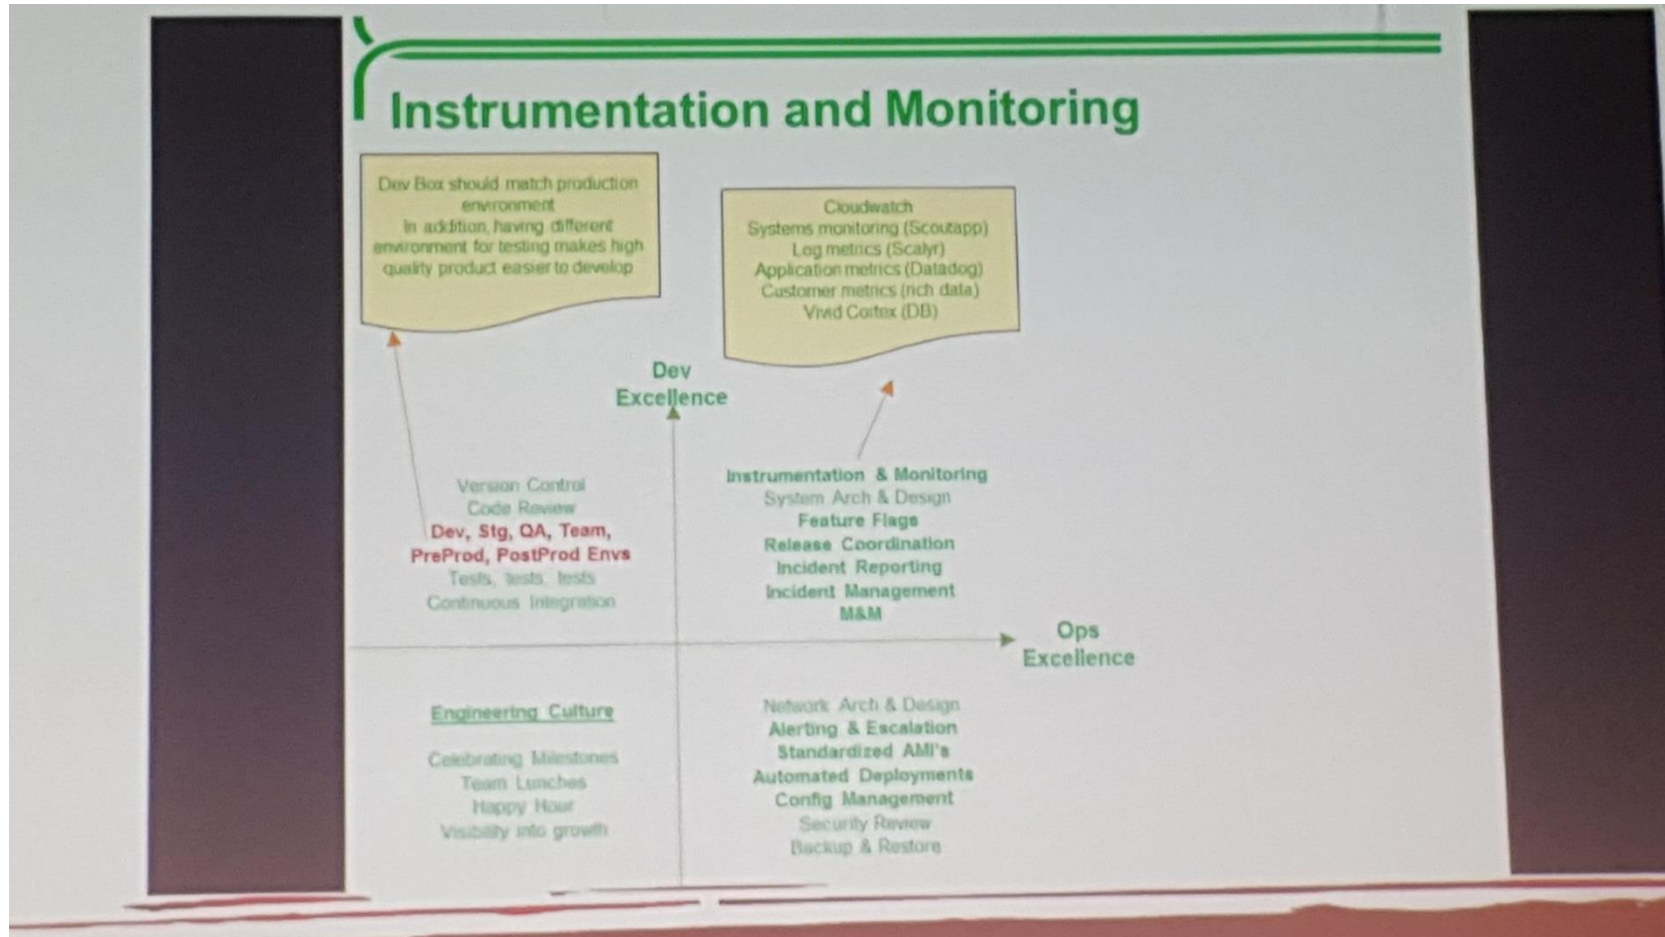 Instrumentation and Monitoring
Dev Box should match production
environment
In addition, having different
environment for testing makes high
quality product easier to develop
Cloudwatch
Systems monitoring (Scoutapp)
Log metrics (Scalyr)
Application metrics (Datadog)
Customer metrics (rich data)
Vivid Cortex (DB)
Dev
Excellence
Version Control
Code Review
Dev, Stg, QA, Team,
PreProd, PostProd Envs
Tests, tests, tests
Continuous Integration
Instrumentation & Monitoring
System Arch & Design
Feature Flags
Release Coordination
Incident Reporting
Incident Management
M&M
Ops
Excellence
Engineering Culture
Celebrating Milestones
Team Lunches
Happy Hour
Visibility into growth
Network Arch & Design
Alerting & Escalation
Standardized AMI's
Automated Deployments
Config Management
Security Review
Backup & Restore